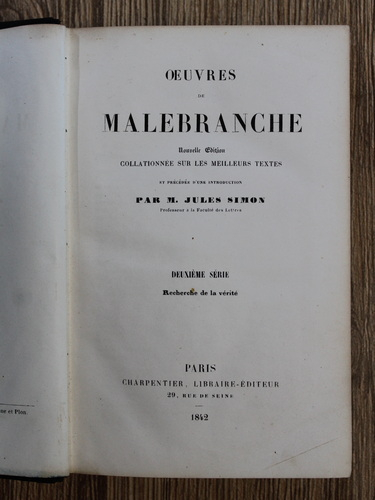 OEUVRES
DE
MALEBRANCHE
Nouvelle Édition
COLLATIONNÉE SUR LES MEILLEURS TEXTES
ET PRÉCÉDÉE D'UNE INTRODUCTION
PAR M. JULES SIMON
Professeur à la Faculté des Lettres
DEUXIÈME SÉRIE
Recherche de la vérité
PARIS
CHARPENTIER, LIBRAIRE-ÉDITEUR
29, RUE DE SEINE
1842